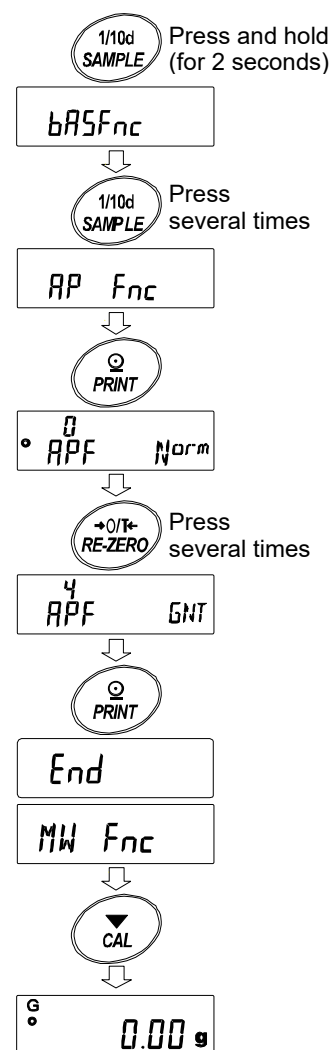 1/10d
SAMPLE
Press and hold
(for 2 seconds)
bASFnc
1/10d
SAMPLE
Press
several times
AP Fnc
PRINT
0
APF Norm
→0/T←
RE-ZERO
Press
several times
4
APF GNT
PRINT
End
MW Fnc
CAL
G
0.00 g